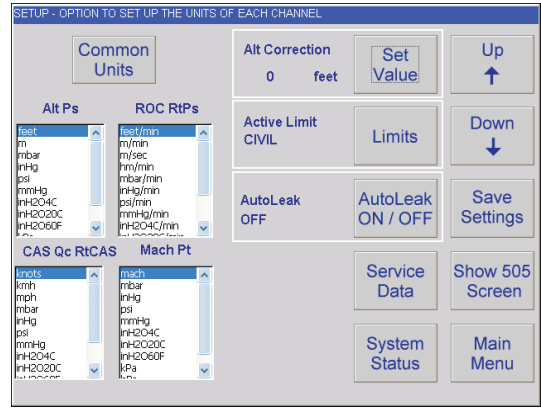 SETUP - OPTION TO SET UP THE UNITS OF EACH CHANNEL
Common
Units
Alt Correction
0 feet
Set
Value
Up
Alt Ps
ROC RtPs
feet
m
mbar
inHg
psi
mmHg
inH2O4C
inH2O20C
inH2O60F
feet/min
m/min
m/sec
hm/min
mbar/min
inHg/min
psi/min
mmHg/min
inH2O4C/min
Active Limit
CIVIL
Limits
Down
AutoLeak
OFF
AutoLeak
ON / OFF
Save
Settings
CAS Qc RtCAS
Mach Pt
knots
kmh
mph
mbar
inHg
psi
mmHg
inH2O4C
inH2O20C
mach
mbar
inHg
psi
mmHg
inH2O4C
inH2O20C
inH2O60F
kPa
Service
Data
Show 505
Screen
System
Status
Main
Menu